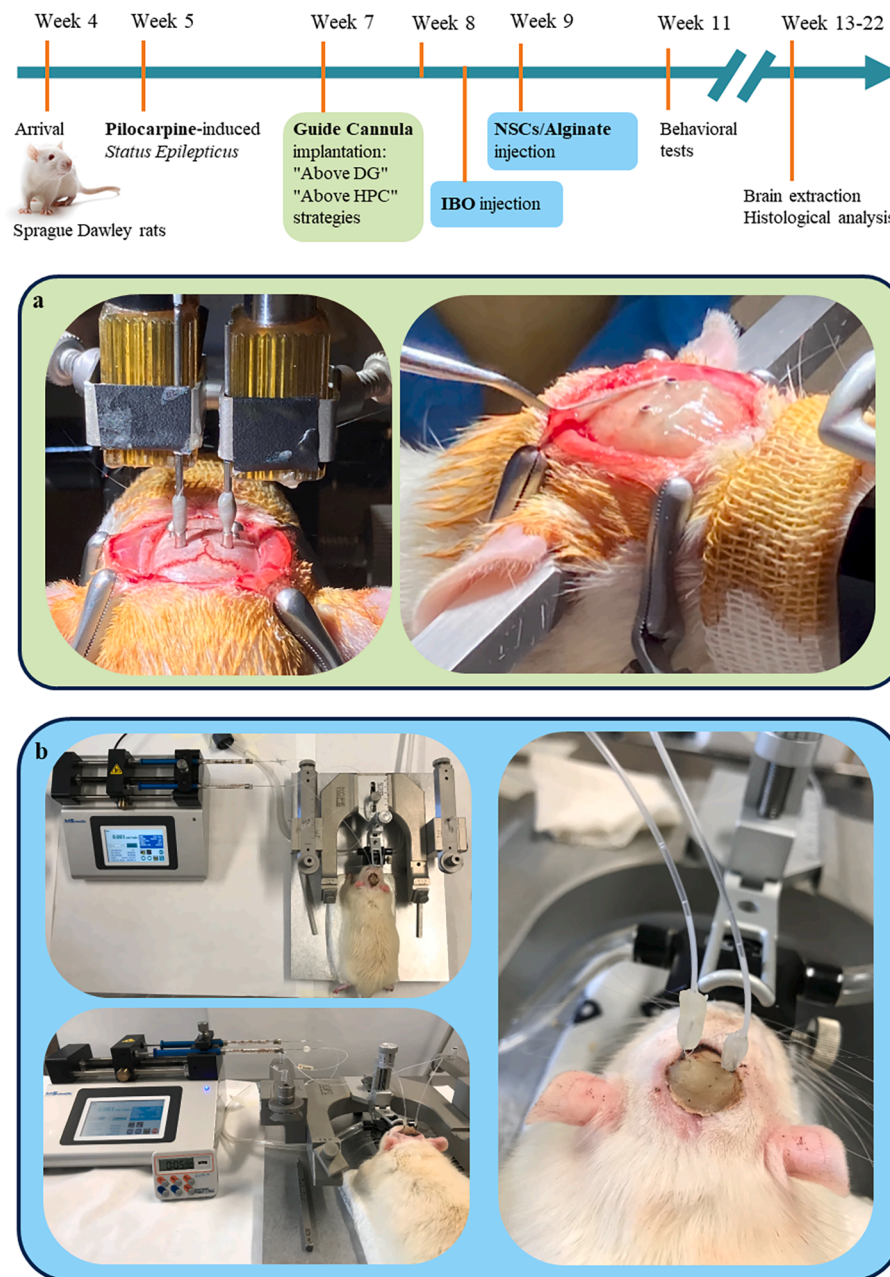 Week 4
Week 5
Week 7
Week 8
Week 9
Week 11
Week 13-22
Arrival
Sprague Dawley rats
Pilocarpine-induced
Status Epilepticus
Guide Cannula
implantation:
"Above DG"
"Above HPC"
strategies
IBO injection
NSCs/Alginate
injection
Behavioral
tests
Brain extraction
Histological analysis
a
b